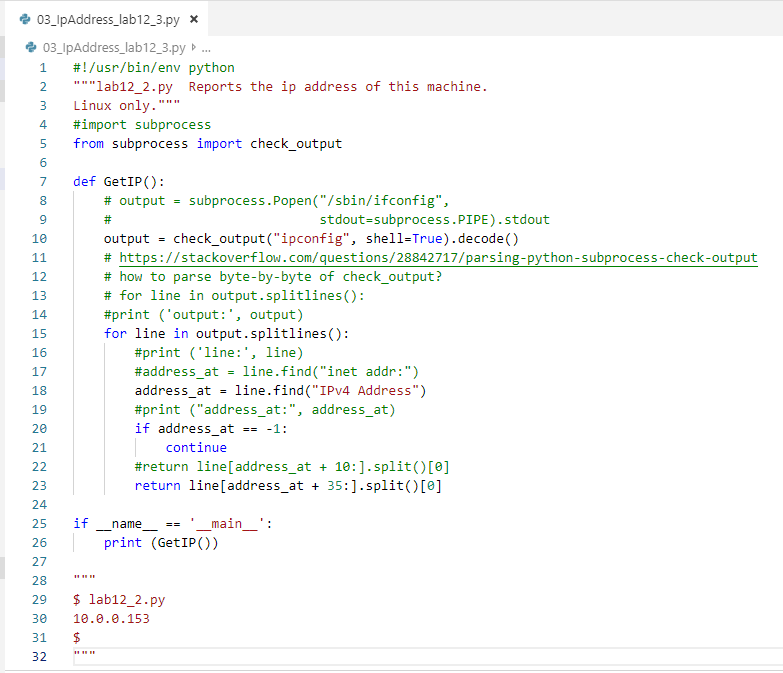 03_IpAddress_lab12_3.py ×
03_IpAddress_lab12_3.py ▷ ...
1 #!/usr/bin/env python
2 """lab12_2.py  Reports the ip address of this machine.
3 Linux only."""
4 #import subprocess
5 from subprocess import check_output
6
7 def GetIP():
8     # output = subprocess.Popen("/sbin/ifconfig",
9     #                           stdout=subprocess.PIPE).stdout
10     output = check_output("ipconfig", shell=True).decode()
11     # https://stackoverflow.com/questions/28842717/parsing-python-subprocess-check-output
12     # how to parse byte-by-byte of check_output?
13     # for line in output.splitlines():
14     #print ('output:', output)
15     for line in output.splitlines():
16         #print ('line:', line)
17         #address_at = line.find("inet addr:")
18         address_at = line.find("IPv4 Address")
19         #print ("address_at:", address_at)
20         if address_at == -1:
21             continue
22         #return line[address_at + 10:].split()[0]
23         return line[address_at + 35:].split()[0]
24
25 if __name__ == '__main__':
26     print (GetIP())
27
28 """
29 $ lab12_2.py
30 10.0.0.153
31 $
32 """